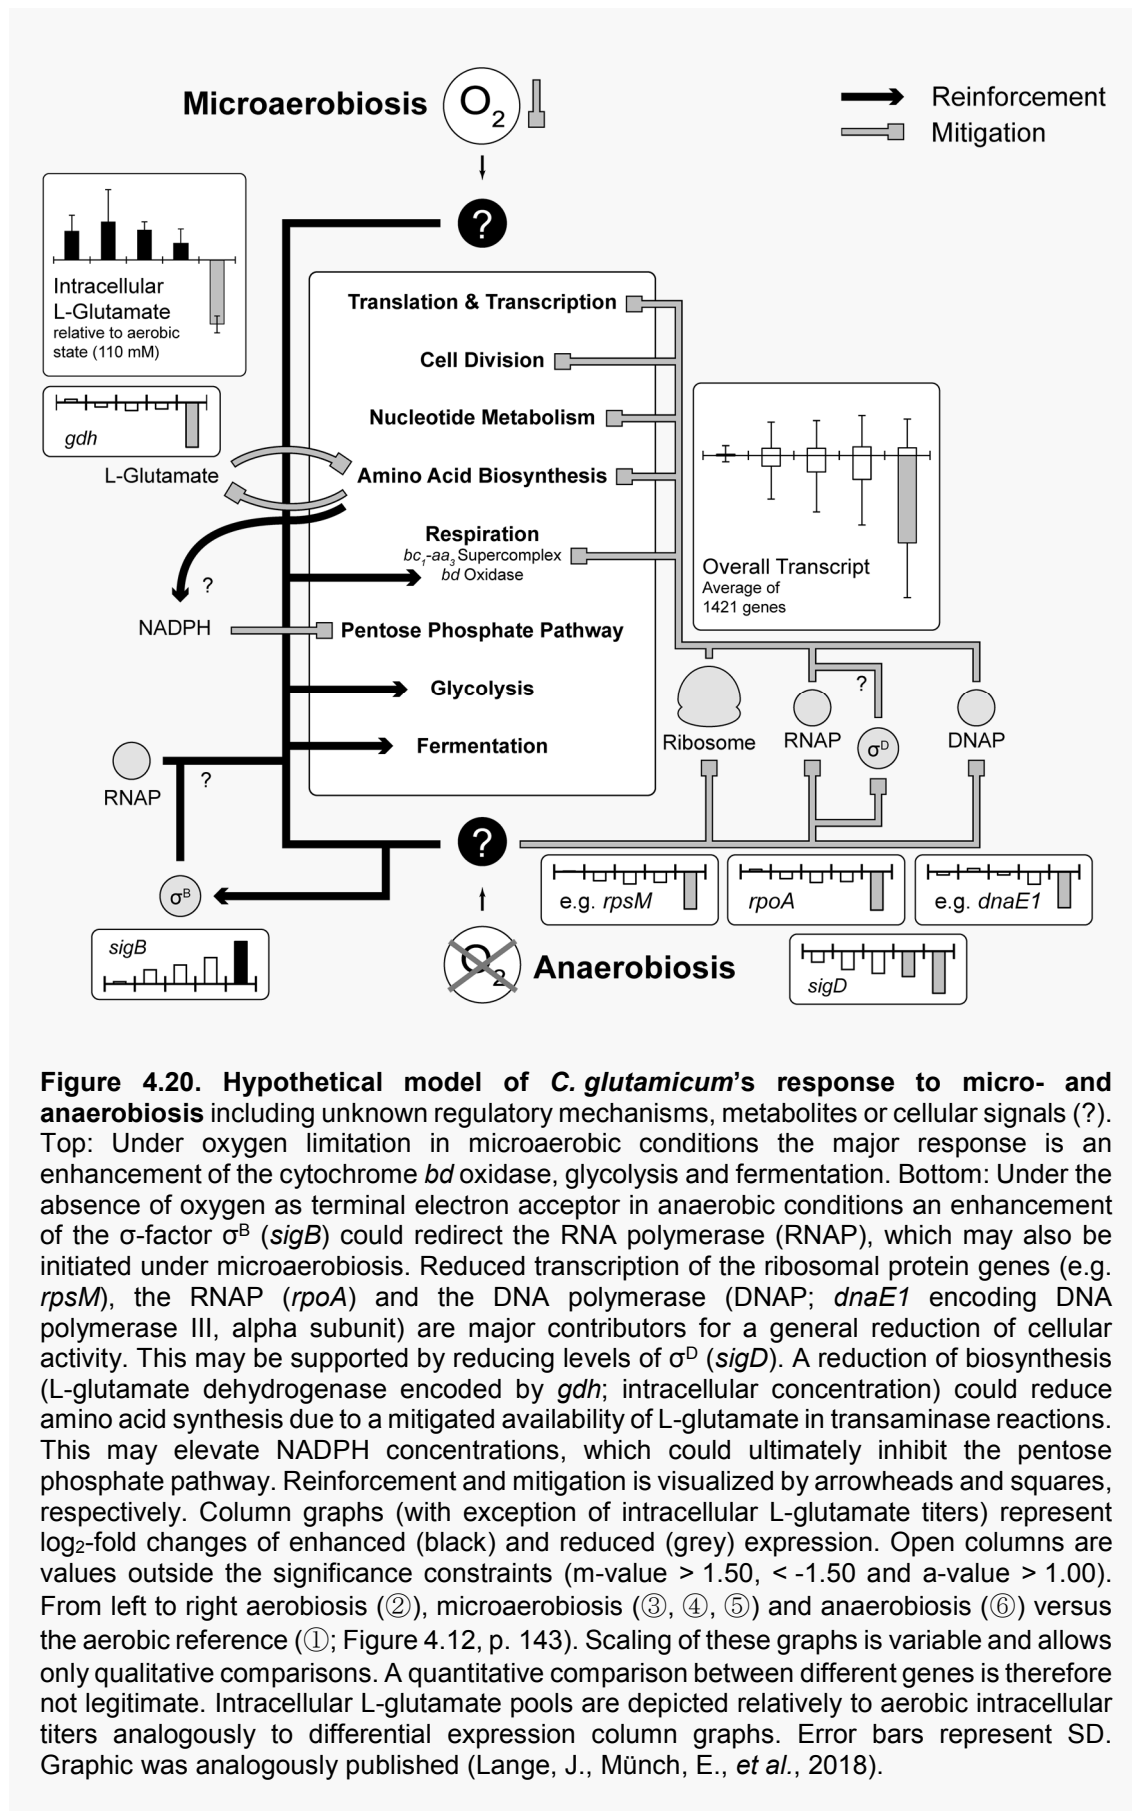 Microaerobiosis
O2
Reinforcement
Mitigation
?
Intracellular
L-Glutamate
relative to aerobic
state (110 mM)
gdh
L-Glutamate
?
NADPH
RNAP
?
σB
sigB
Translation & Transcription
Cell Division
Nucleotide Metabolism
Amino Acid Biosynthesis
Respiration
bc1-aa3 Supercomplex
bd Oxidase
Pentose Phosphate Pathway
Glycolysis
Fermentation
Overall Transcript
Average of
1421 genes
?
Ribosome
RNAP
σD
DNAP
?
e.g. rpsM
rpoA
e.g. dnaE1
sigD
O2
Anaerobiosis
Figure 4.20. Hypothetical model of C. glutamicum's response to micro- and
anaerobiosis including unknown regulatory mechanisms, metabolites or cellular signals (?).
Top: Under oxygen limitation in microaerobic conditions the major response is an
enhancement of the cytochrome bd oxidase, glycolysis and fermentation. Bottom: Under the
absence of oxygen as terminal electron acceptor in anaerobic conditions an enhancement
of the σ-factor σB (sigB) could redirect the RNA polymerase (RNAP), which may also be
initiated under microaerobiosis. Reduced transcription of the ribosomal protein genes (e.g.
rpsM), the RNAP (rpoA) and the DNA polymerase (DNAP; dnaE1 encoding DNA
polymerase III, alpha subunit) are major contributors for a general reduction of cellular
activity. This may be supported by reducing levels of σD (sigD). A reduction of biosynthesis
(L-glutamate dehydrogenase encoded by gdh; intracellular concentration) could reduce
amino acid synthesis due to a mitigated availability of L-glutamate in transaminase reactions.
This may elevate NADPH concentrations, which could ultimately inhibit the pentose
phosphate pathway. Reinforcement and mitigation is visualized by arrowheads and squares,
respectively. Column graphs (with exception of intracellular L-glutamate titers) represent
log2-fold changes of enhanced (black) and reduced (grey) expression. Open columns are
values outside the significance constraints (m-value > 1.50, < -1.50 and a-value > 1.00).
From left to right aerobiosis (②), microaerobiosis (③, ④, ⑤) and anaerobiosis (⑥) versus
the aerobic reference (①; Figure 4.12, p. 143). Scaling of these graphs is variable and allows
only qualitative comparisons. A quantitative comparison between different genes is therefore
not legitimate. Intracellular L-glutamate pools are depicted relatively to aerobic intracellular
titers analogously to differential expression column graphs. Error bars represent SD.
Graphic was analogously published (Lange, J., Münch, E., et al., 2018).